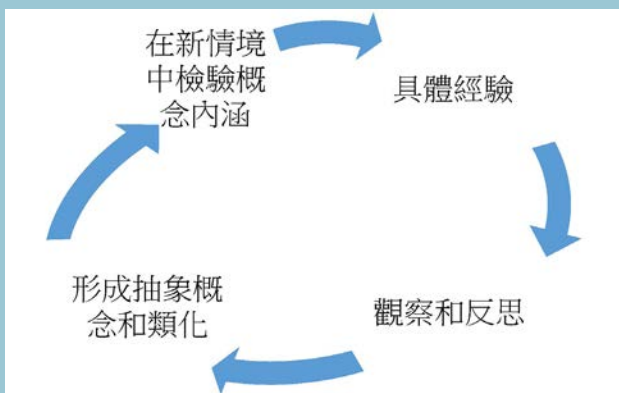 在新情境
中檢驗概
念內涵
具體經驗
觀察和反思
形成抽象概
念和類化